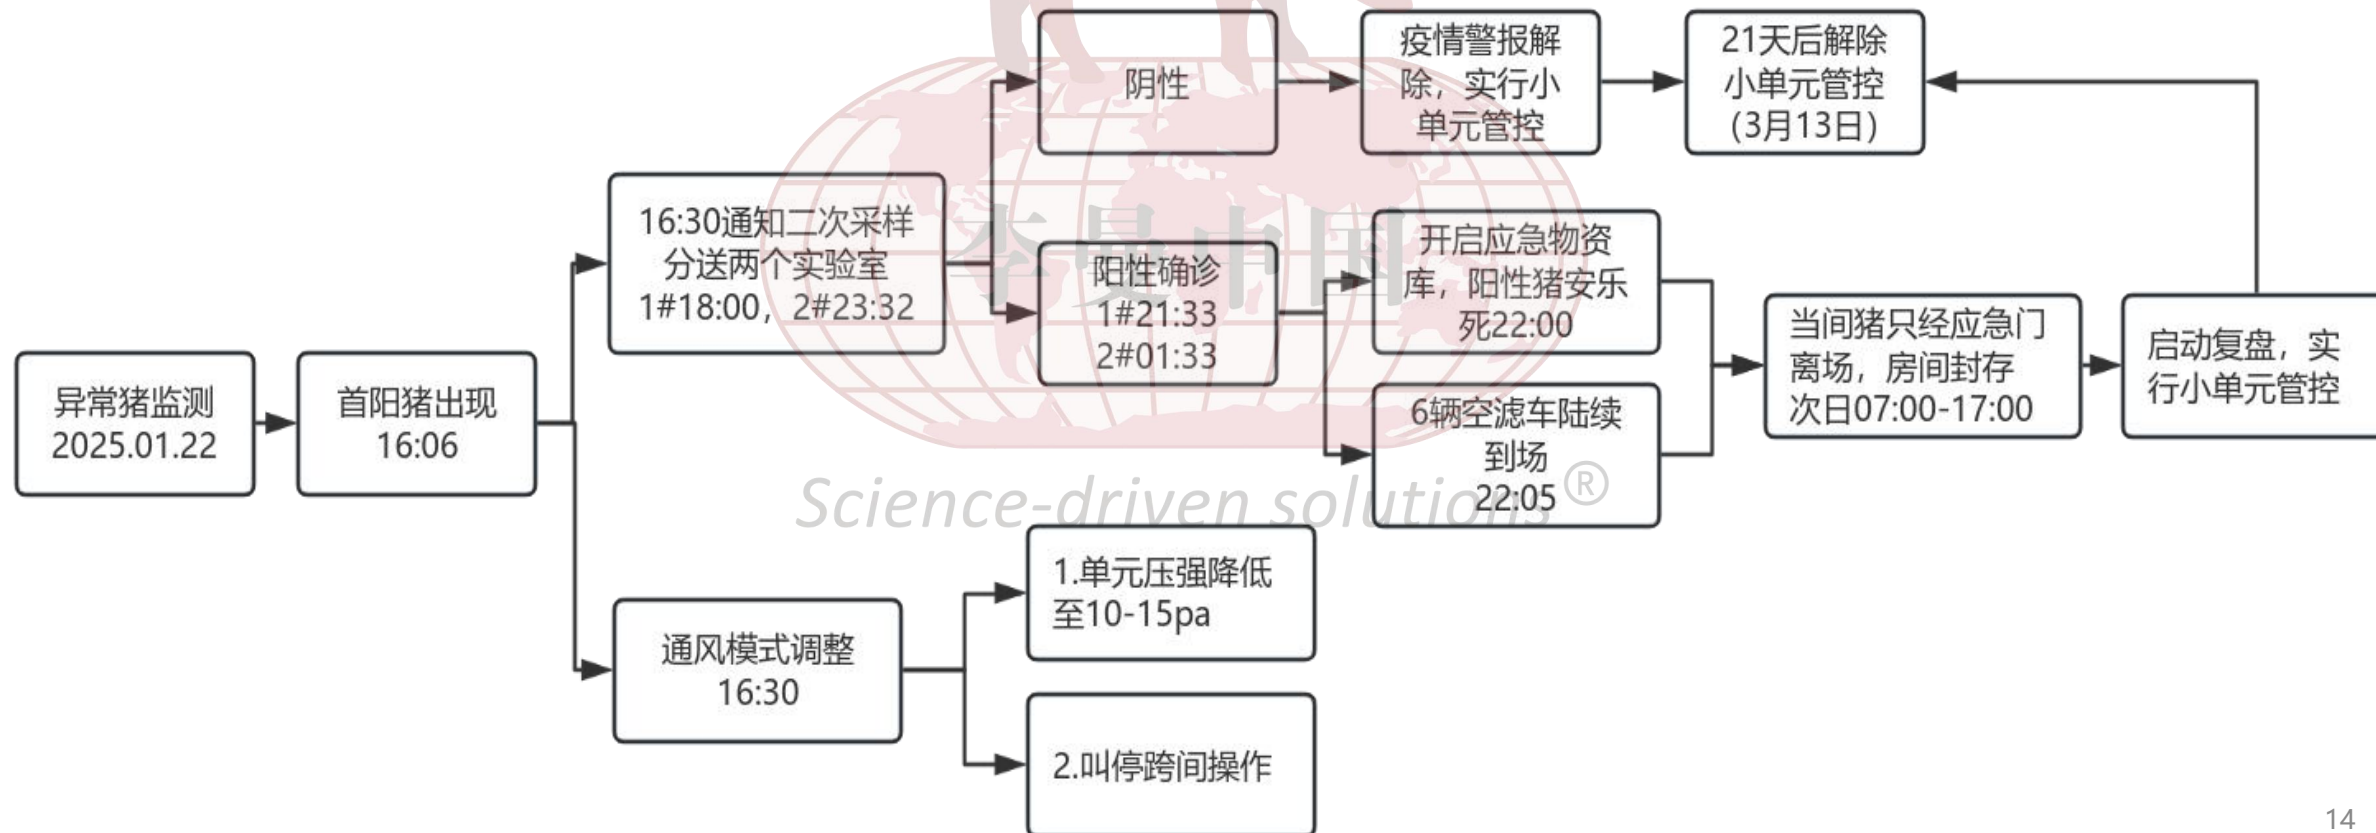 异常猪监测
2025.01.22
首阳猪出现
16:06
16:30通知二次采样
分送两个实验室
1#18:00，2#23:32
阴性
疫情警报解
除，实行小
单元管控
21天后解除
小单元管控
（3月13日）
阳性确诊
1#21:33
2#01:33
开启应急物资
库，阳性猪安乐
死22:00
6辆空滤车陆续
到场
22:05
当间猪只经应急门
离场，房间封存
次日07:00-17:00
启动复盘，实
行小单元管控
通风模式调整
16:30
1.单元压强降低
至10-15pa
2.叫停跨间操作
李曼中国
Science-driven solutions®
14